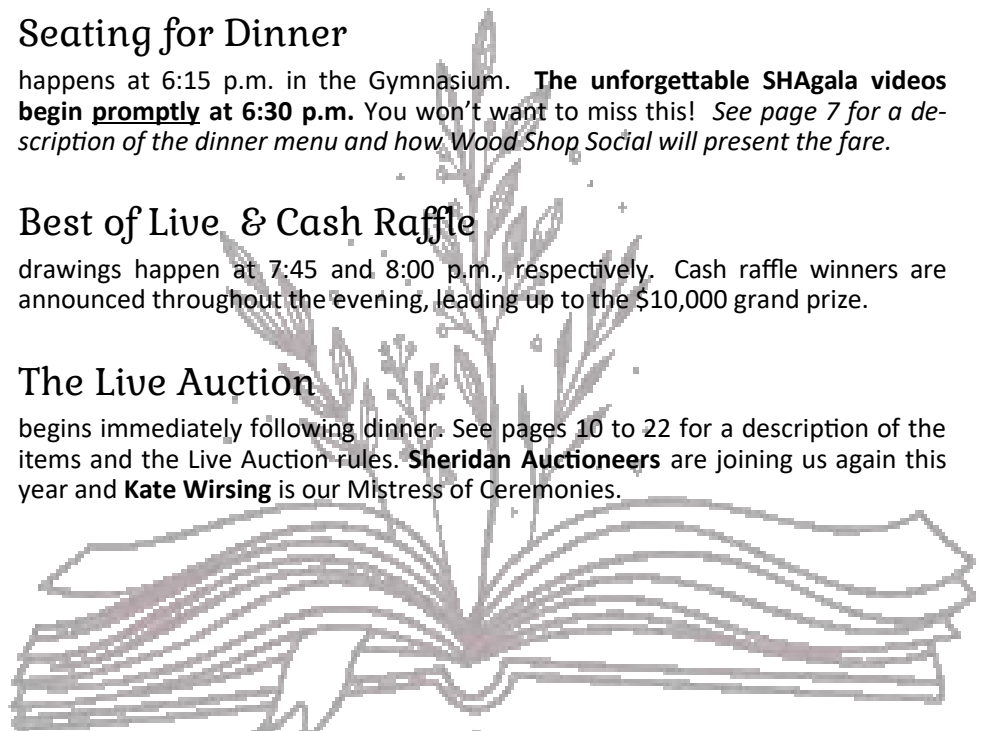 Seating for Dinner
happens at 6:15 p.m. in the Gymnasium. The unforgettable SHAgala videos
begin promptly at 6:30 p.m. You won't want to miss this! See page 7 for a de-
scription of the dinner menu and how Wood Shop Social will present the fare.
Best of Live & Cash Raffle
drawings happen at 7:45 and 8:00 p.m., respectively. Cash raffle winners are
announced throughout the evening, leading up to the $10,000 grand prize.
The Live Auction
begins immediately following dinner. See pages 10 to 22 for a description of the
items and the Live Auction rules. Sheridan Auctioneers are joining us again this
year and Kate Wirsing is our Mistress of Ceremonies.